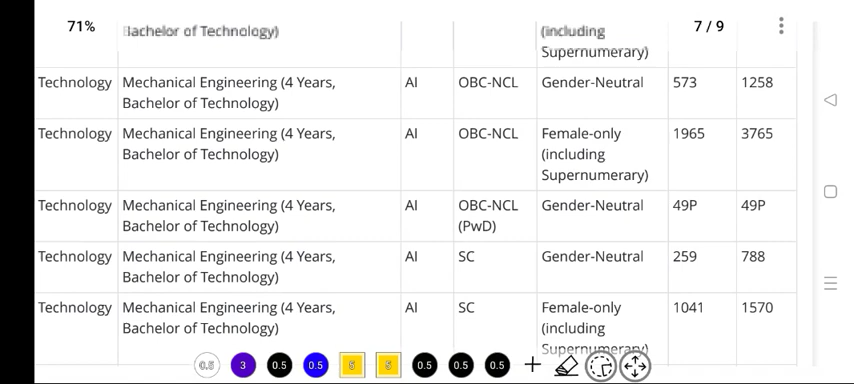 71%
Bachelor of Technology)
(including
Supernumerary)
7 / 9
Technology Mechanical Engineering (4 Years, AI OBC-NCL Gender-Neutral 573 1258
Bachelor of Technology)
Technology Mechanical Engineering (4 Years, AI OBC-NCL Female-only 1965 3765
Bachelor of Technology) (including
Supernumerary)
Technology Mechanical Engineering (4 Years, AI OBC-NCL Gender-Neutral 49P 49P
Bachelor of Technology) (PwD)
Technology Mechanical Engineering (4 Years, AI SC Gender-Neutral 259 788
Bachelor of Technology)
Technology Mechanical Engineering (4 Years, AI SC Female-only 1041 1570
Bachelor of Technology) (including
Supernumerary)
0.5 3 0.5 0.5 5 5 0.5 0.5 0.5